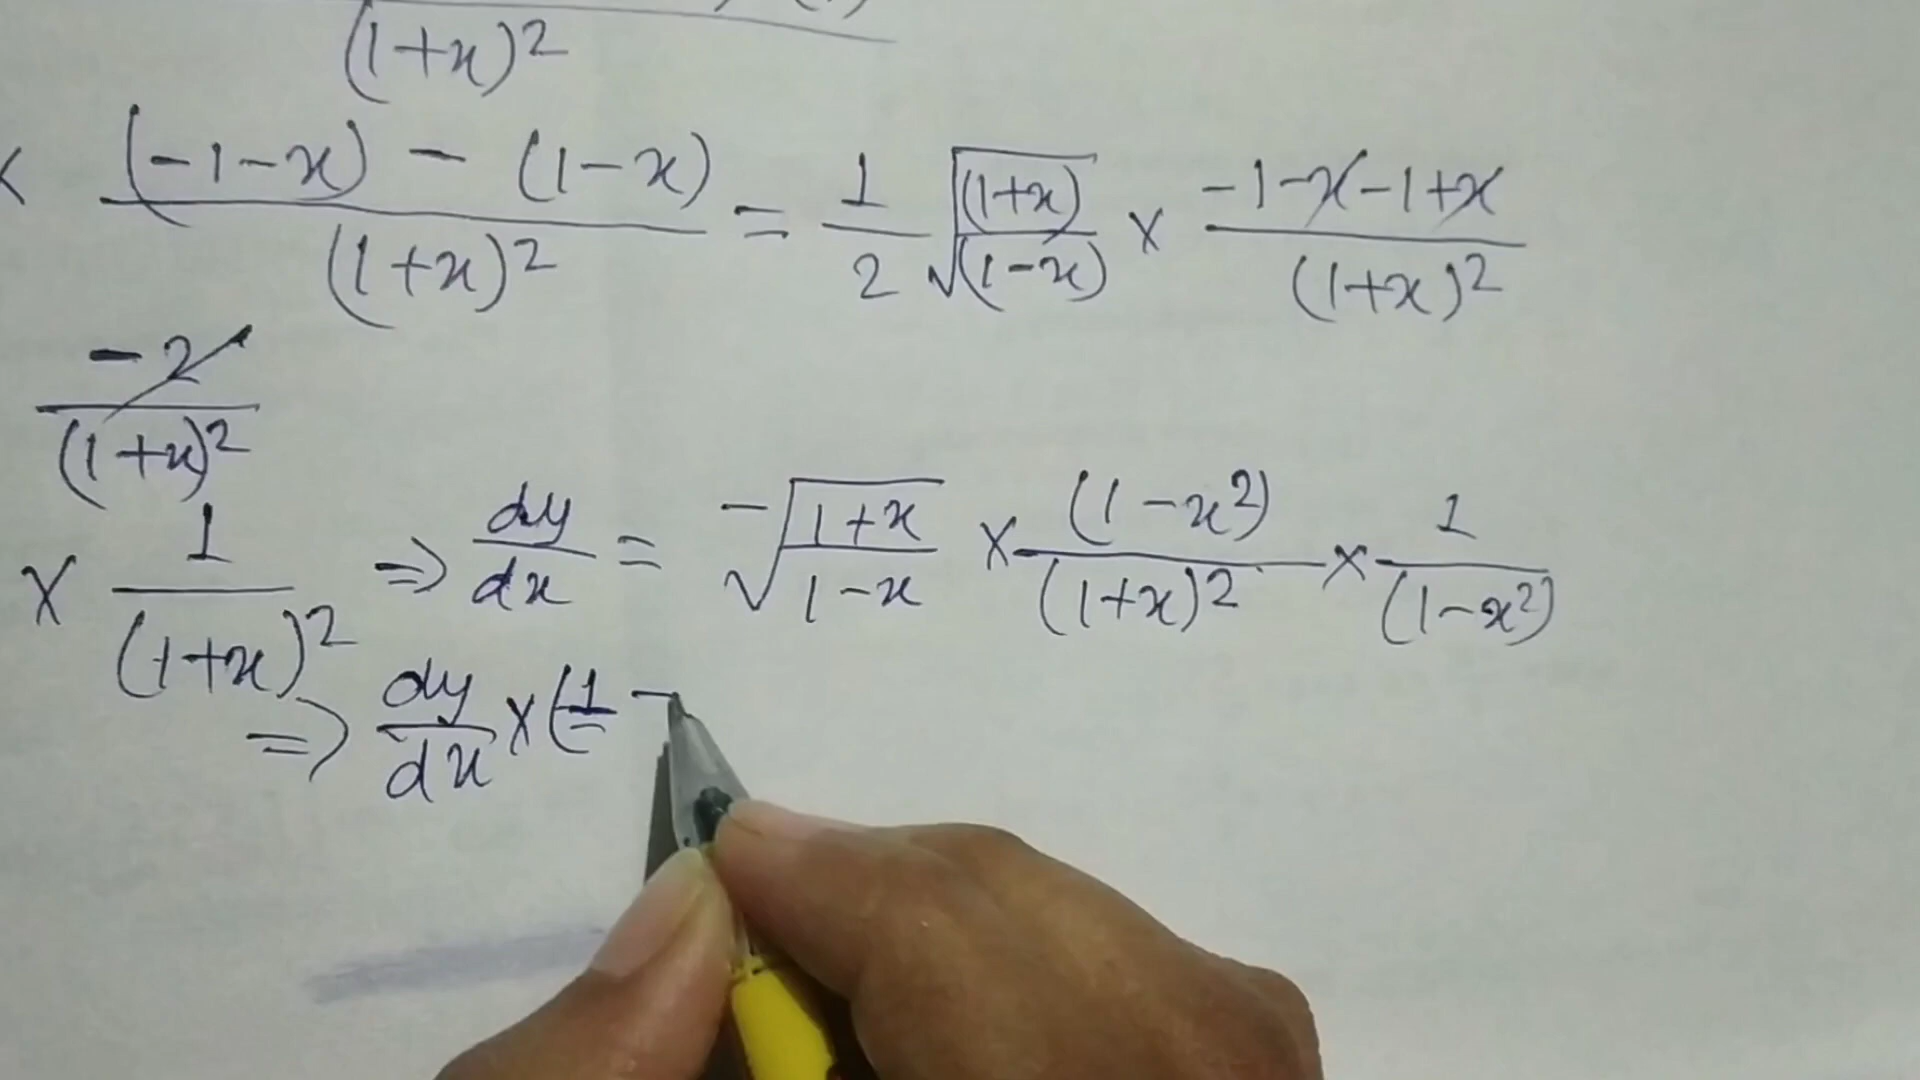 (1+x)²
× ((-1-x) - (1-x))/(1+x)² = 1/2 √((1+x)/(1-x)) × (-1-x-1+x)/(1+x)²
-2/(1+x)²
× 1/(1+x)² ⇒ dy/dx = -√((1+x)/(1-x)) × (1-x²)/(1+x)² × 1/(1-x²)
⇒ dy/dx × (1 -